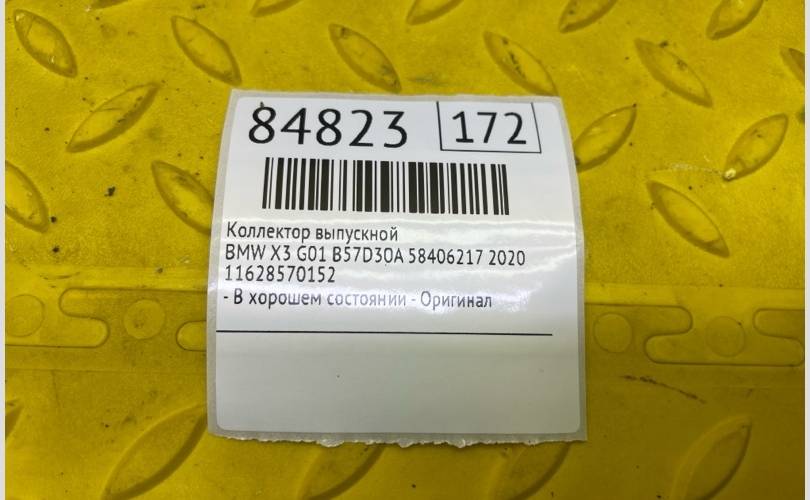 84823 172
Коллектор выпускной
BMW X3 G01 B57D30A 58406217 2020
11628570152
- В хорошем состоянии - Оригинал